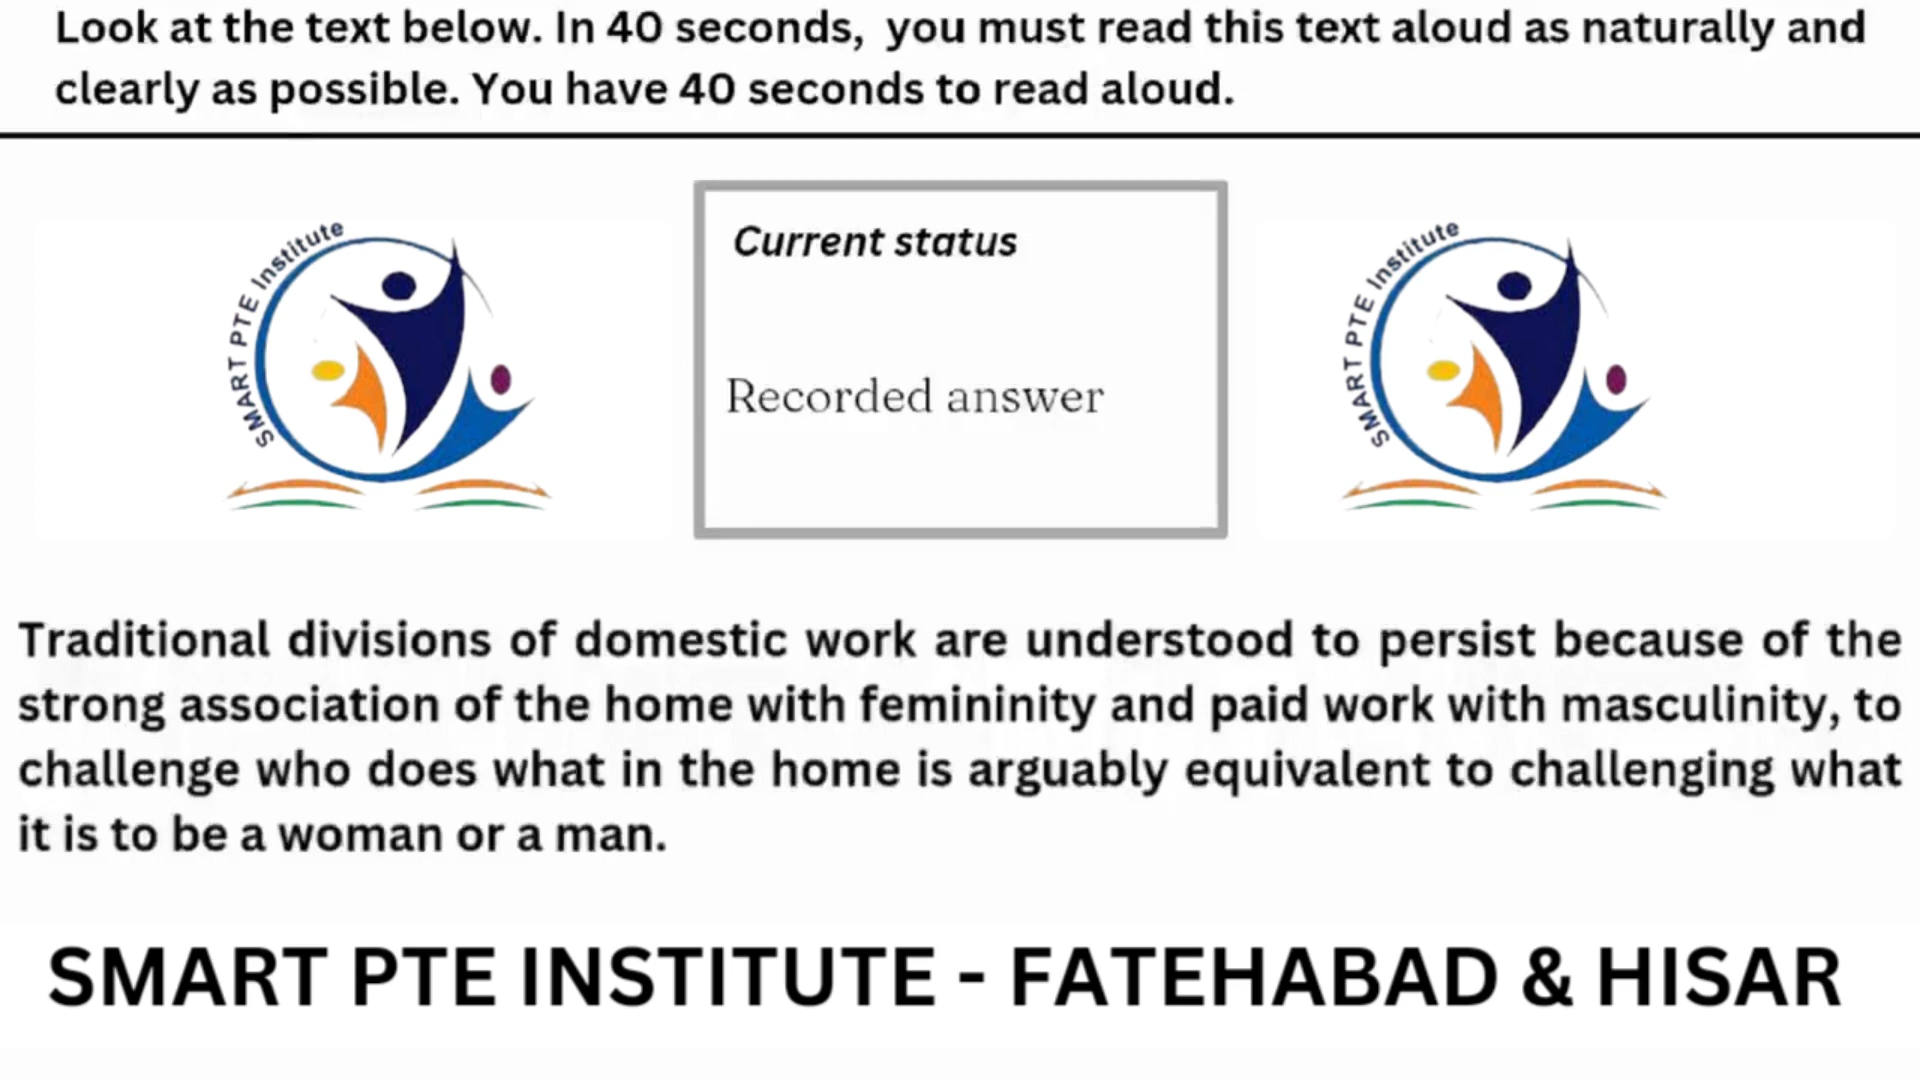 Look at the text below. In 40 seconds, you must read this text aloud as naturally and
clearly as possible. You have 40 seconds to read aloud.
SMART PTE Institute
Current status
Recorded answer
SMART PTE Institute
Traditional divisions of domestic work are understood to persist because of the
strong association of the home with femininity and paid work with masculinity, to
challenge who does what in the home is arguably equivalent to challenging what
it is to be a woman or a man.
SMART PTE INSTITUTE - FATEHABAD & HISAR